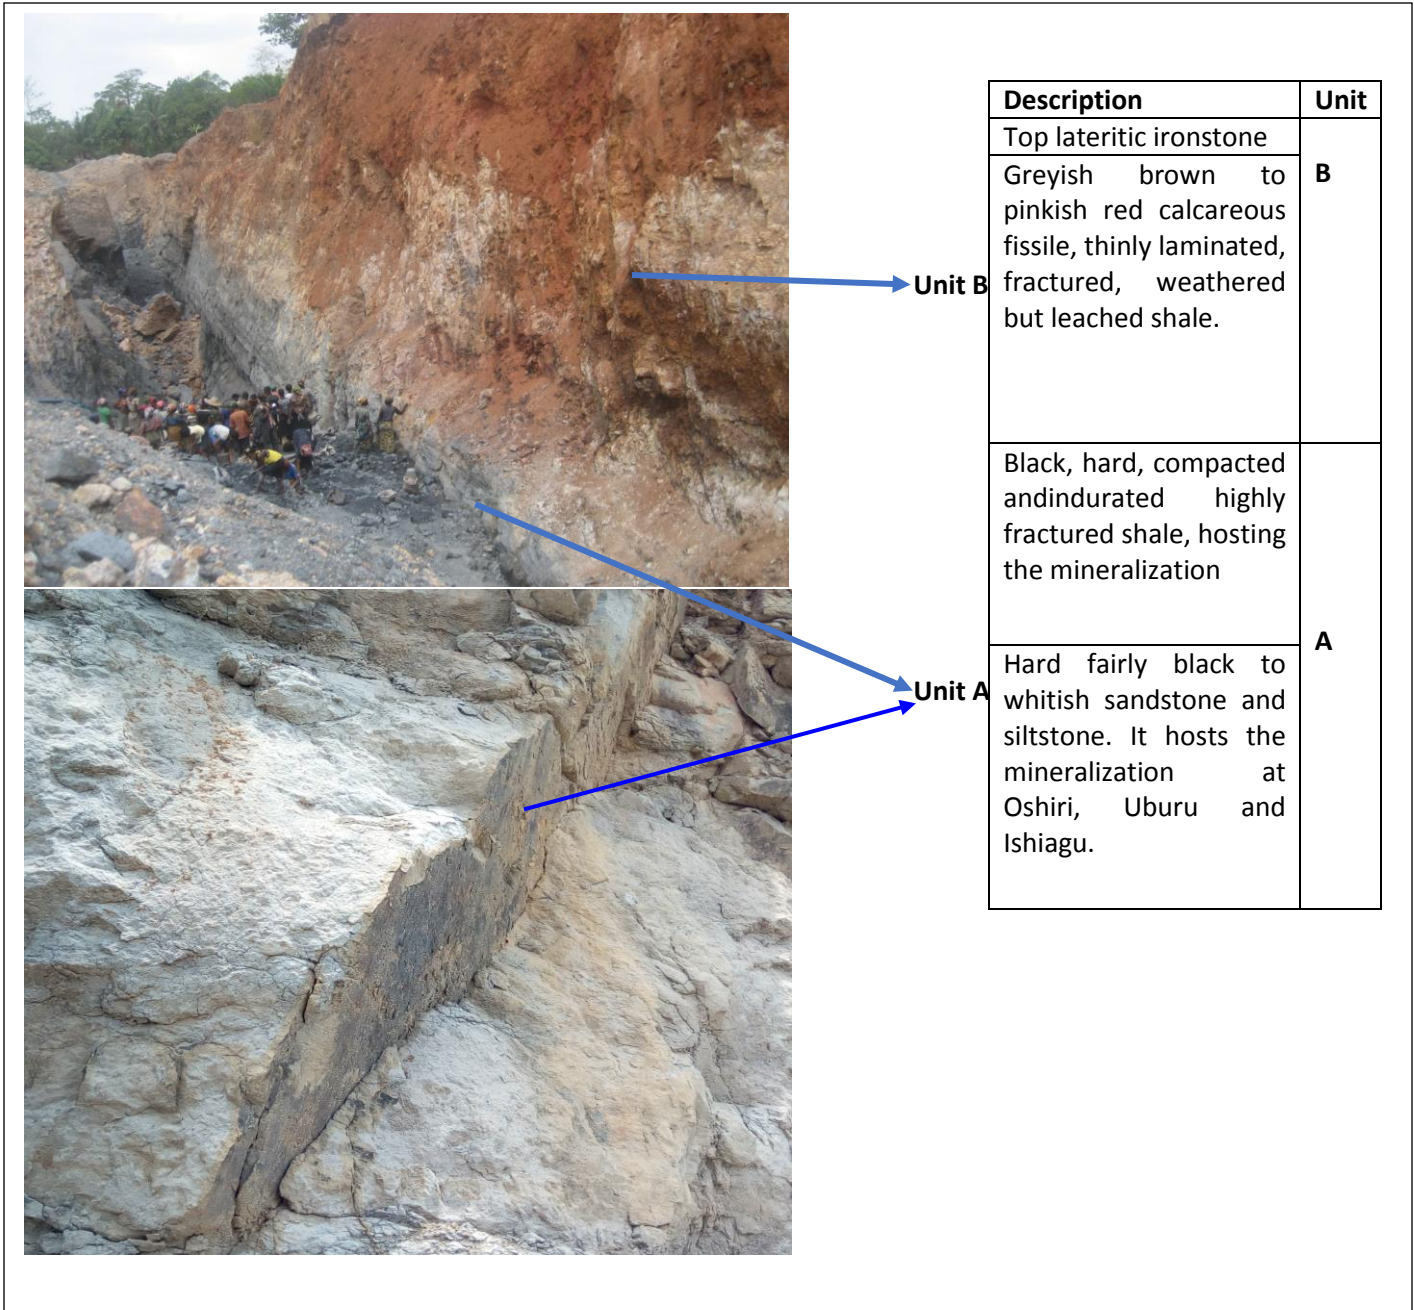 Description Unit
Top lateritic ironstone
B
Greyish brown to
pinkish red calcareous
fissile, thinly laminated,
Unit B fractured, weathered
but leached shale.
Black, hard, compacted
andindurated highly
fractured shale, hosting
the mineralization
A
Hard fairly black to
whitish sandstone and
Unit A
siltstone. It hosts the
mineralization at
Oshiri, Uburu and
Ishiagu.